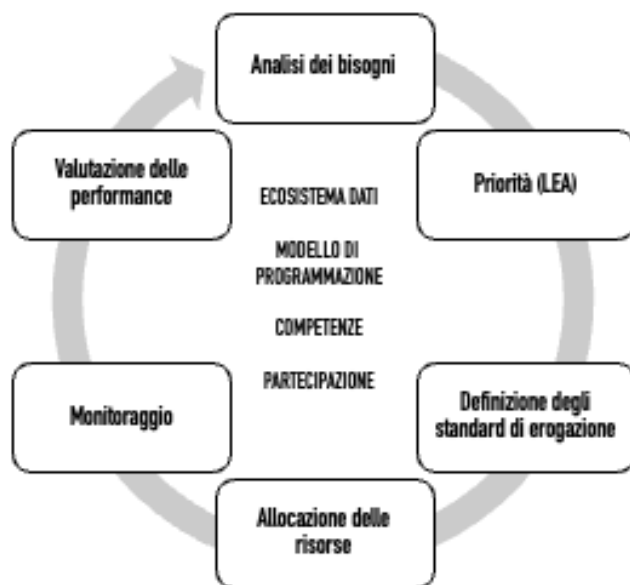 Analisi dei bisogni
Priorità (LEA)
Definizione degli
standard di erogazione
Allocazione delle
risorse
Monitoraggio
Valutazione delle
performance
ECOSISTEMA DATI
MODELLO DI
PROGRAMMAZIONE
COMPETENZE
PARTECIPAZIONE